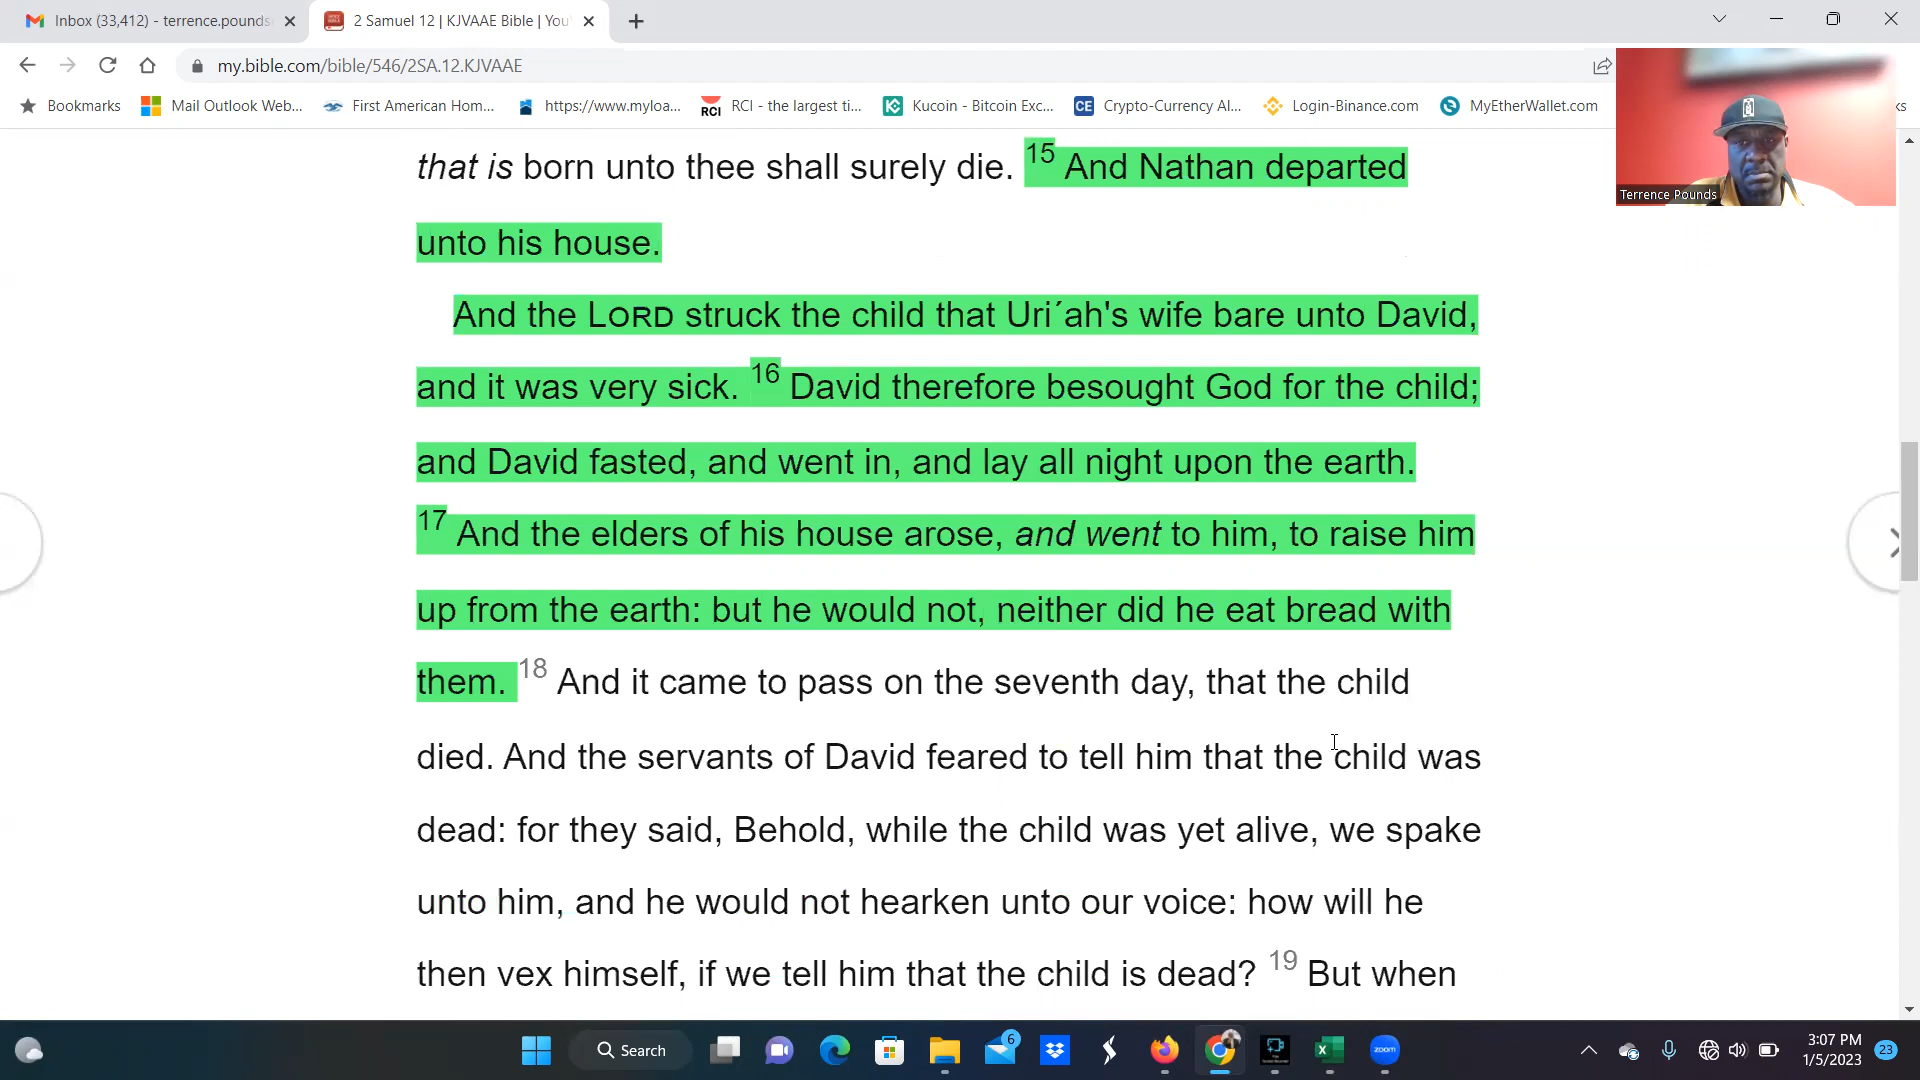 Inbox (33,412) - terrence.pounds
2 Samuel 12 | KJVAAE Bible | You
my.bible.com/bible/546/2SA.12.KJVAAE
Bookmarks
Mail Outlook Web...
First American Hom...
https://www.myloa...
RCI
RCI - the largest ti...
Kucoin - Bitcoin Exc...
CE
Crypto-Currency Al...
Login-Binance.com
MyEtherWallet.com
ks
Terrence Pounds
that is born unto thee shall surely die. 15 And Nathan departed
unto his house.
And the LORD struck the child that Uri´ah's wife bare unto David,
and it was very sick. 16 David therefore besought God for the child;
and David fasted, and went in, and lay all night upon the earth.
17 And the elders of his house arose, and went to him, to raise him
up from the earth: but he would not, neither did he eat bread with
them. 18 And it came to pass on the seventh day, that the child
died. And the servants of David feared to tell him that the child was
dead: for they said, Behold, while the child was yet alive, we spake
unto him, and he would not hearken unto our voice: how will he
then vex himself, if we tell him that the child is dead? 19 But when
Search
6
zoom
3:07 PM
1/5/2023
23